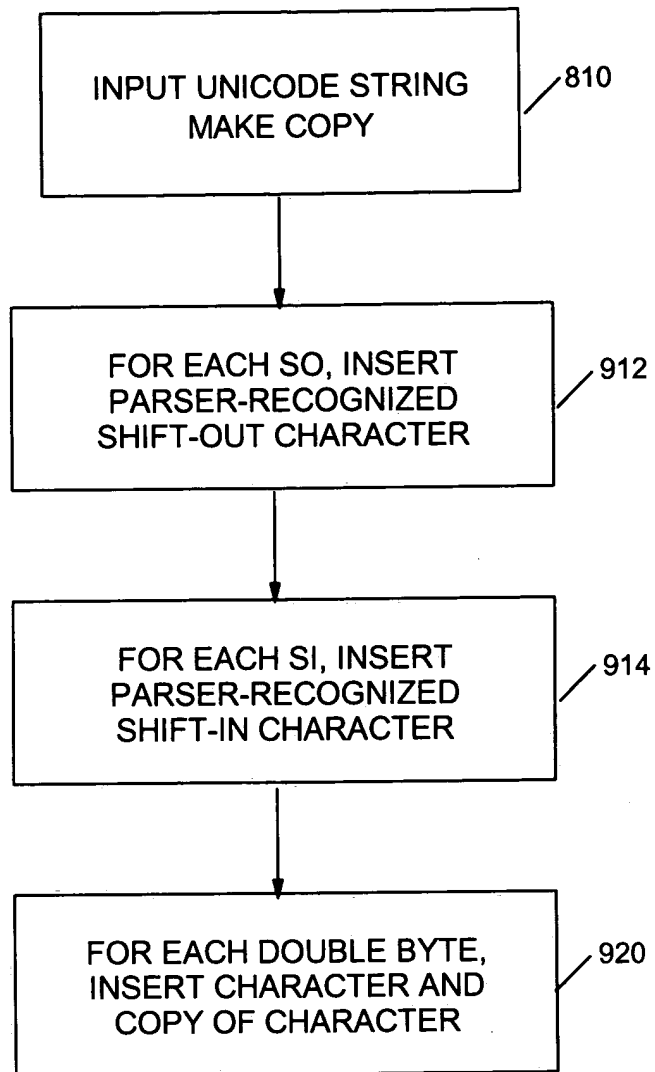 INPUT UNICODE STRING
MAKE COPY
810
FOR EACH SO, INSERT
PARSER-RECOGNIZED
SHIFT-OUT CHARACTER
912
FOR EACH SI, INSERT
PARSER-RECOGNIZED
SHIFT-IN CHARACTER
914
FOR EACH DOUBLE BYTE,
INSERT CHARACTER AND
COPY OF CHARACTER
920